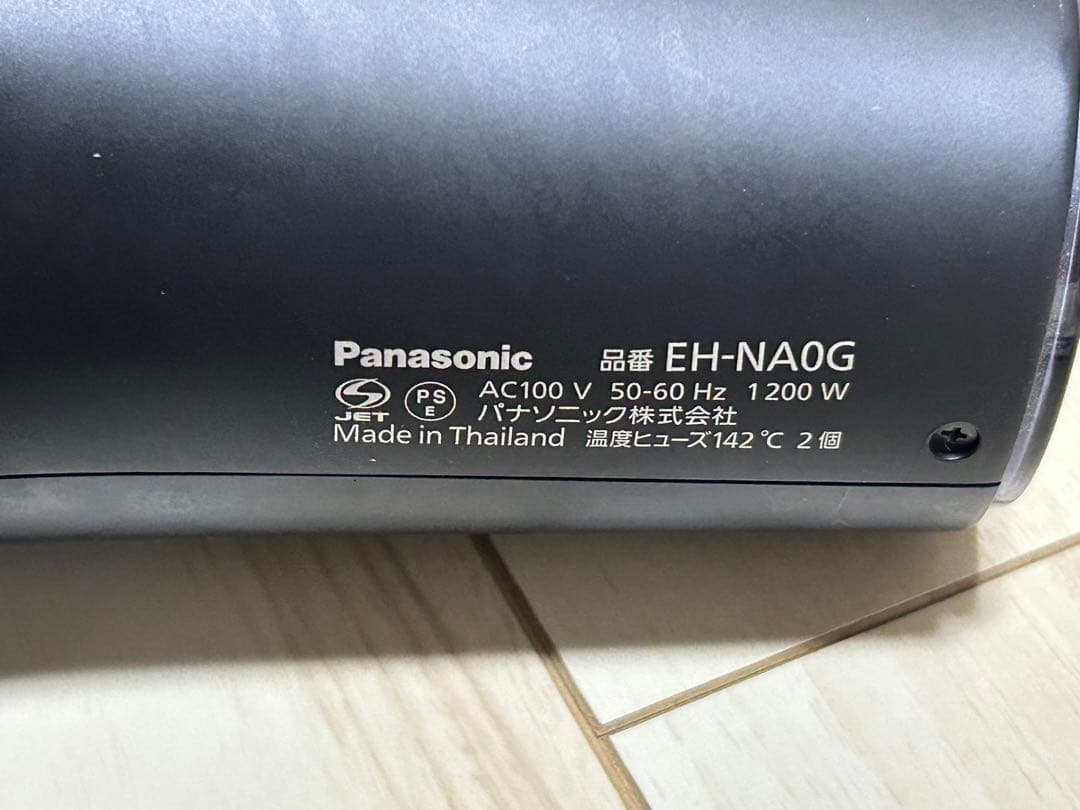 Panasonic 品番 EH-NA0G
JET PS E AC100 V 50-60 Hz 1200 W
パナソニック株式会社
Made in Thailand 温度ヒューズ142℃ 2個